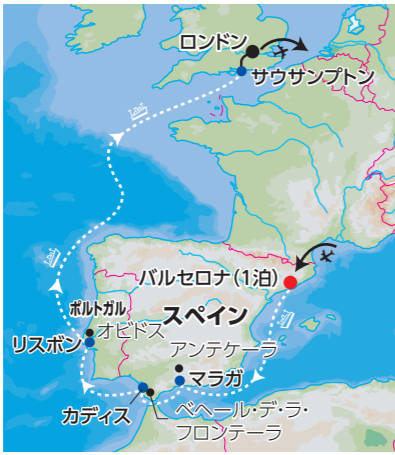 ロンドン
サウサンプトン
バルセロナ(1泊)
ポルトガル
スペイン
オビドス
リスボン
アンテケーラ
マラガ
カディス
ベヘール・デ・ラ・
フロンテーラ